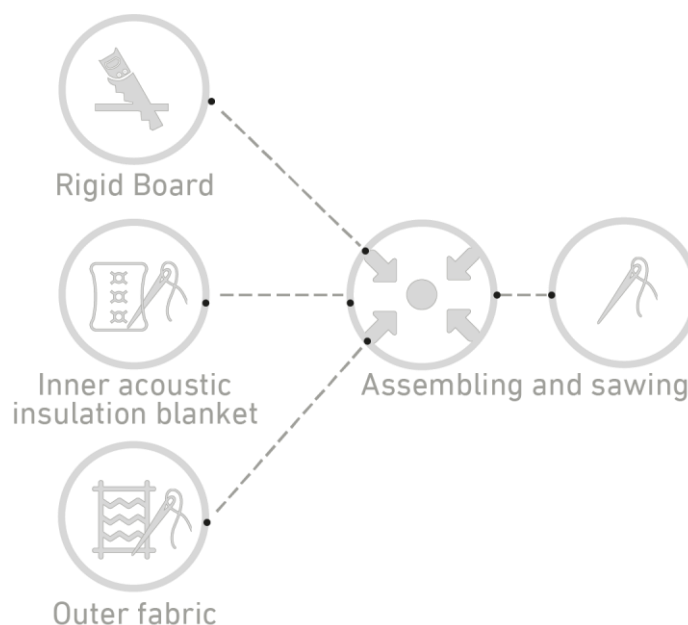 Rigid Board
Inner acoustic
insulation blanket
Assembling and sawing
Outer fabric